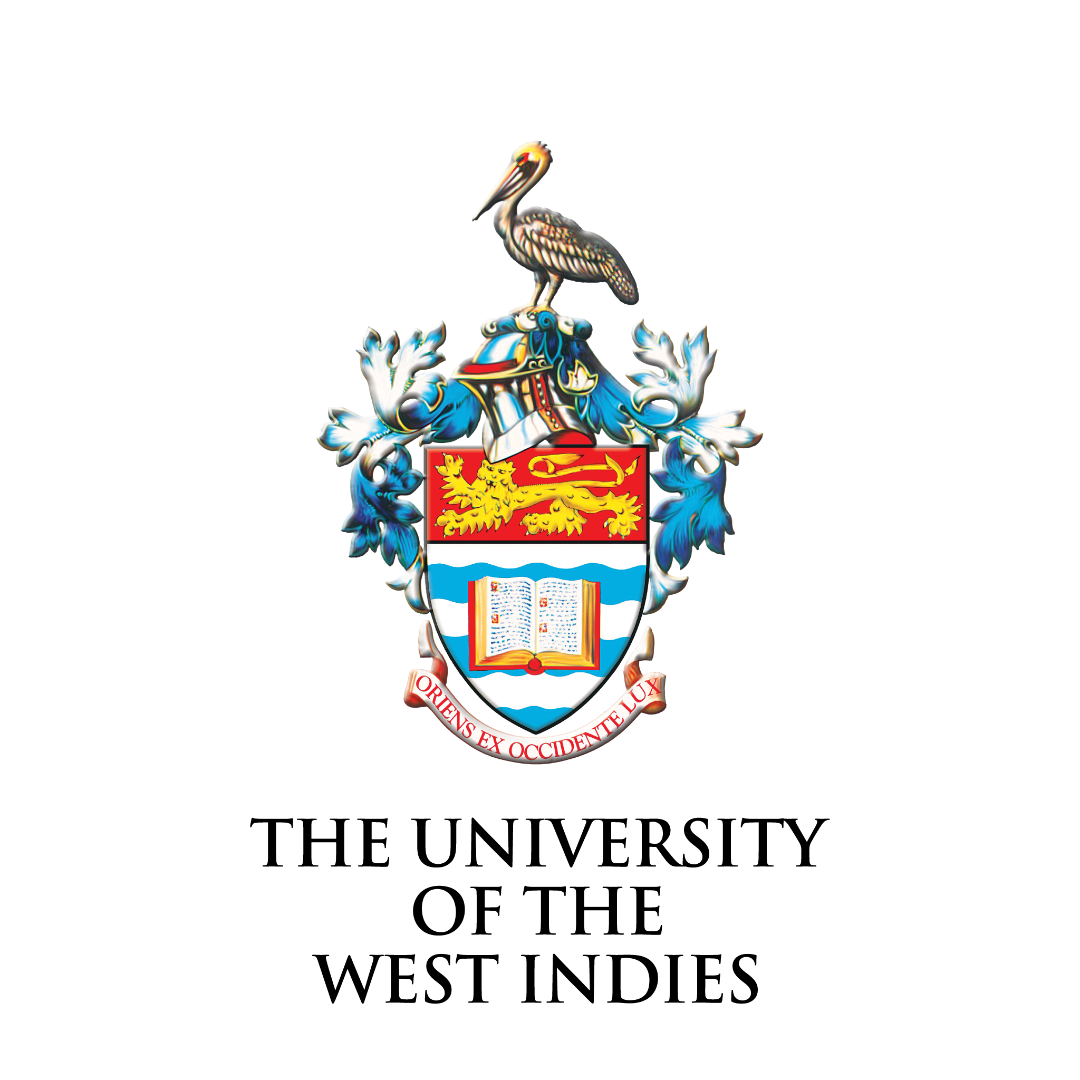 ORIENS EX OCCIDENTE LUX
THE UNIVERSITY
OF THE
WEST INDIES